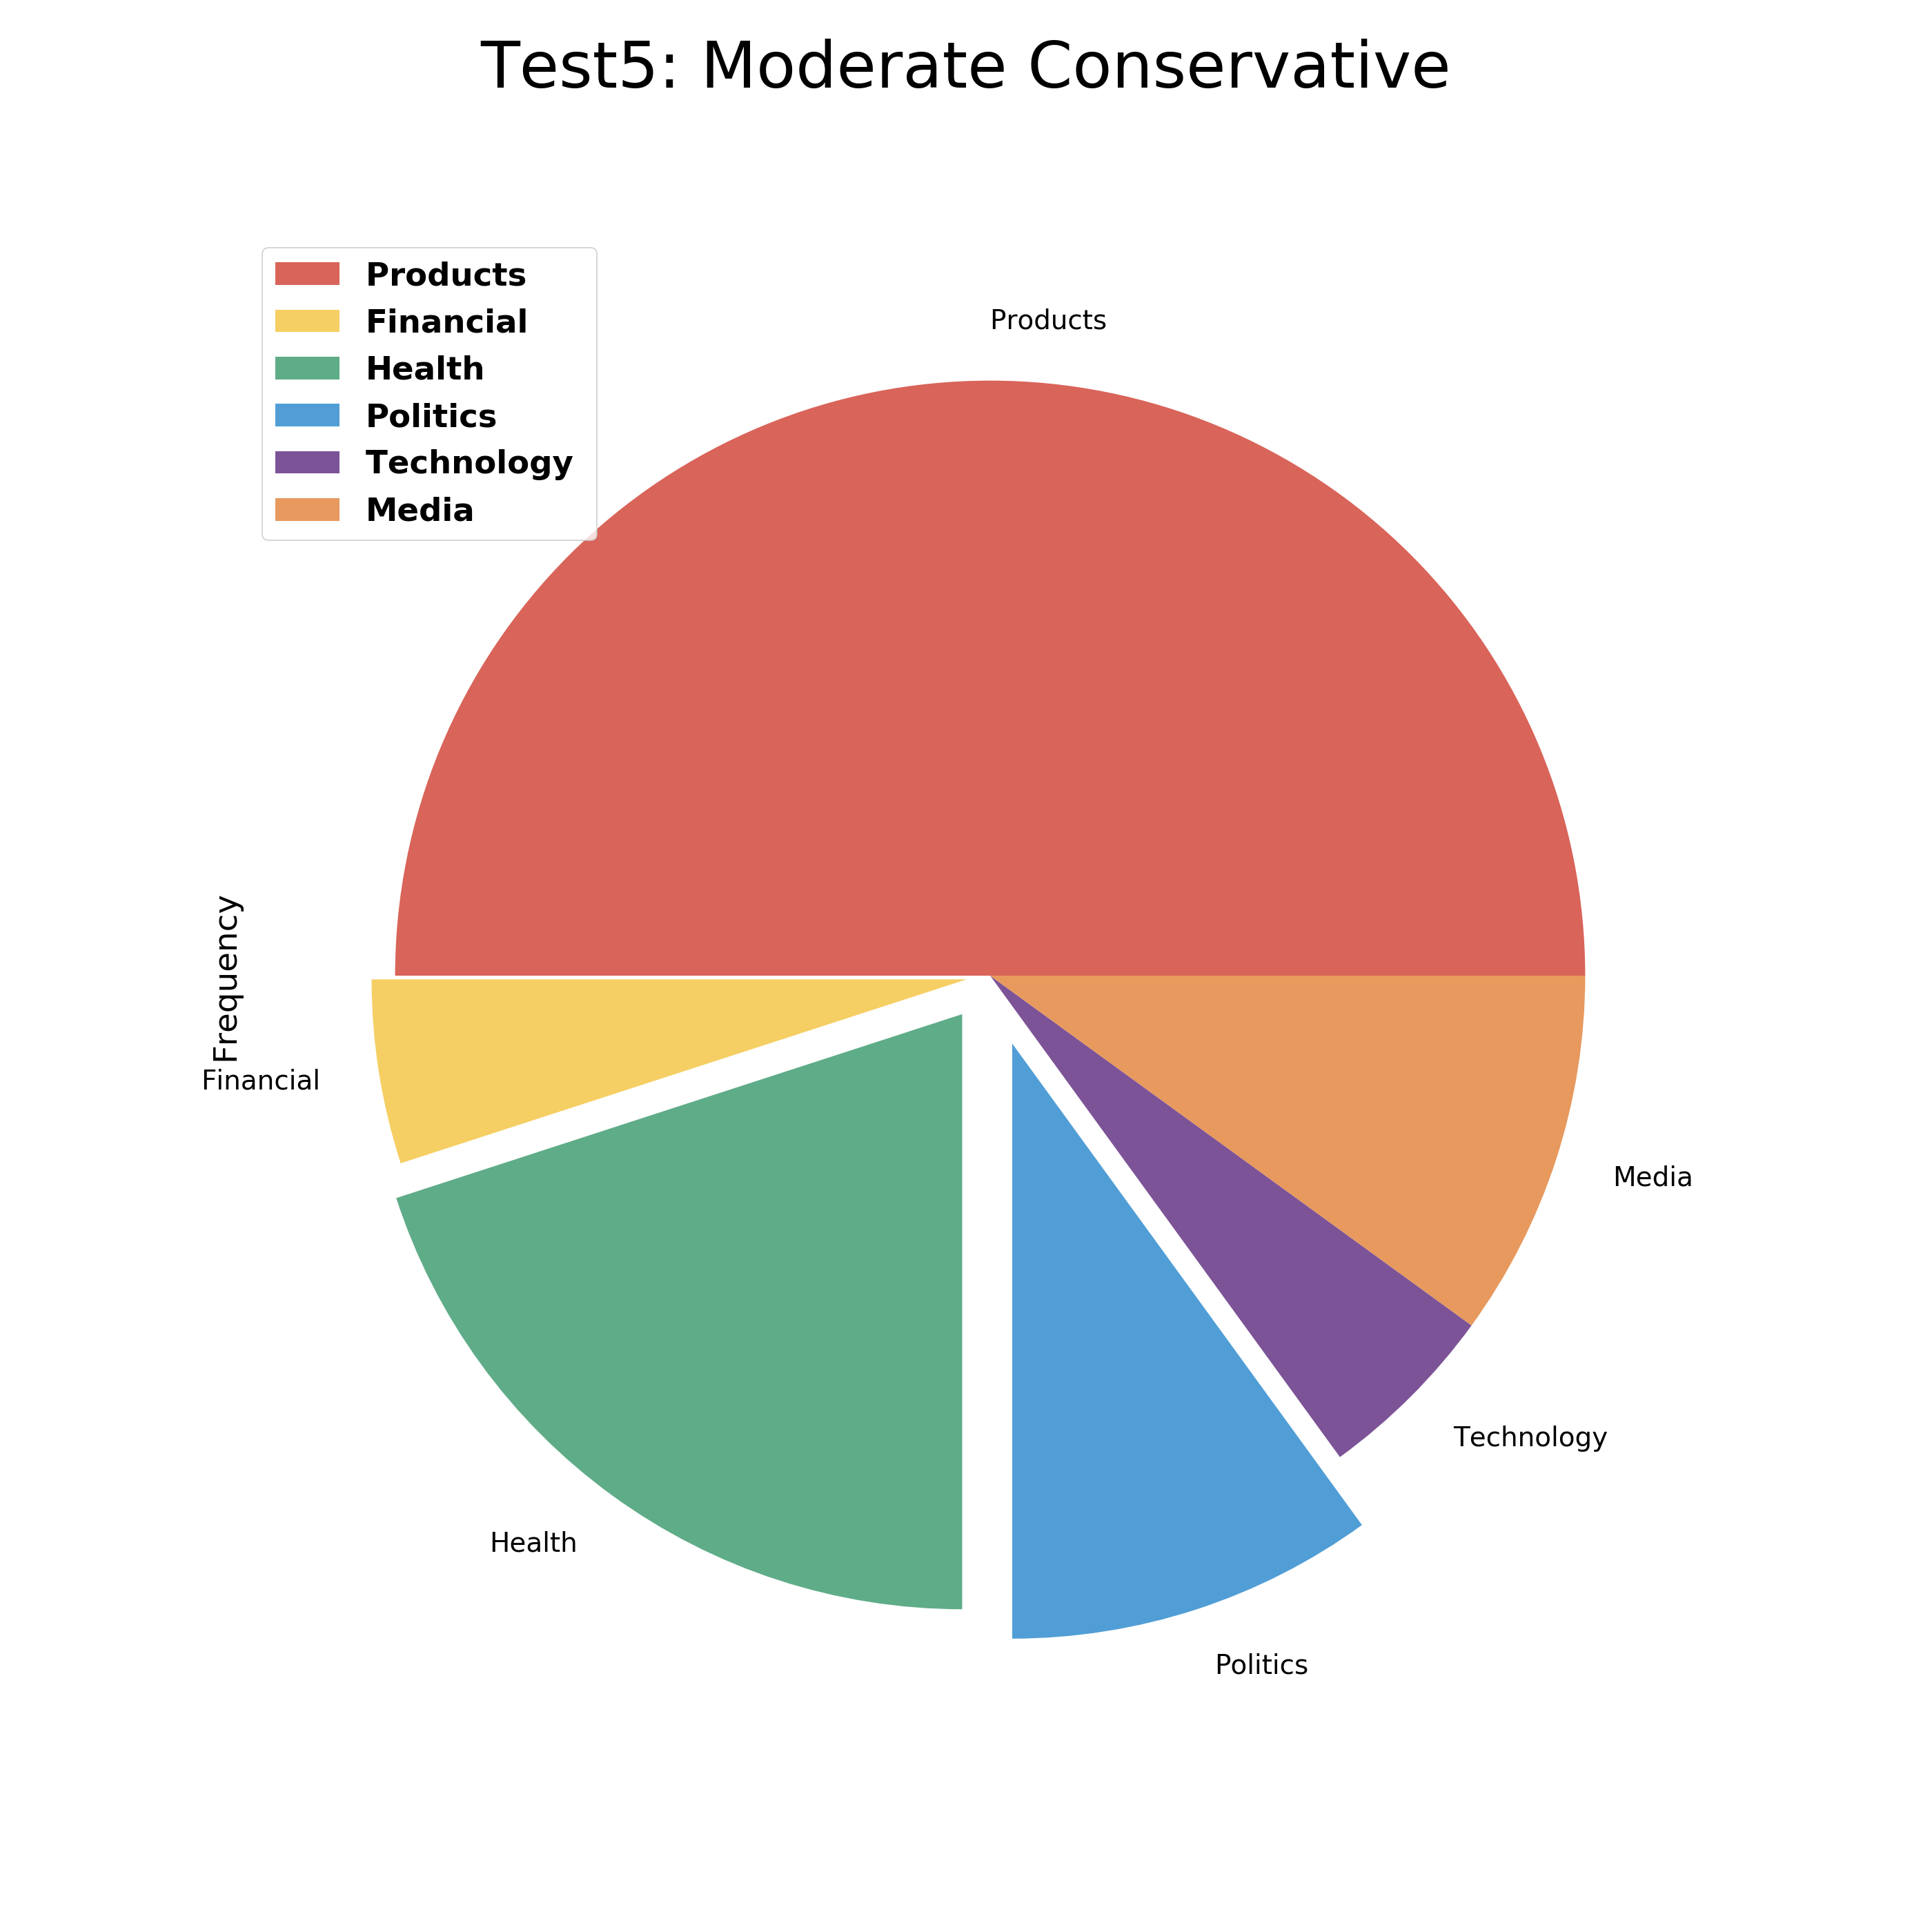 Test5: Moderate Conservative
Products
Financial
Health
Politics
Technology
Media
Products
Frequency
Financial
Media
Technology
Health
Politics